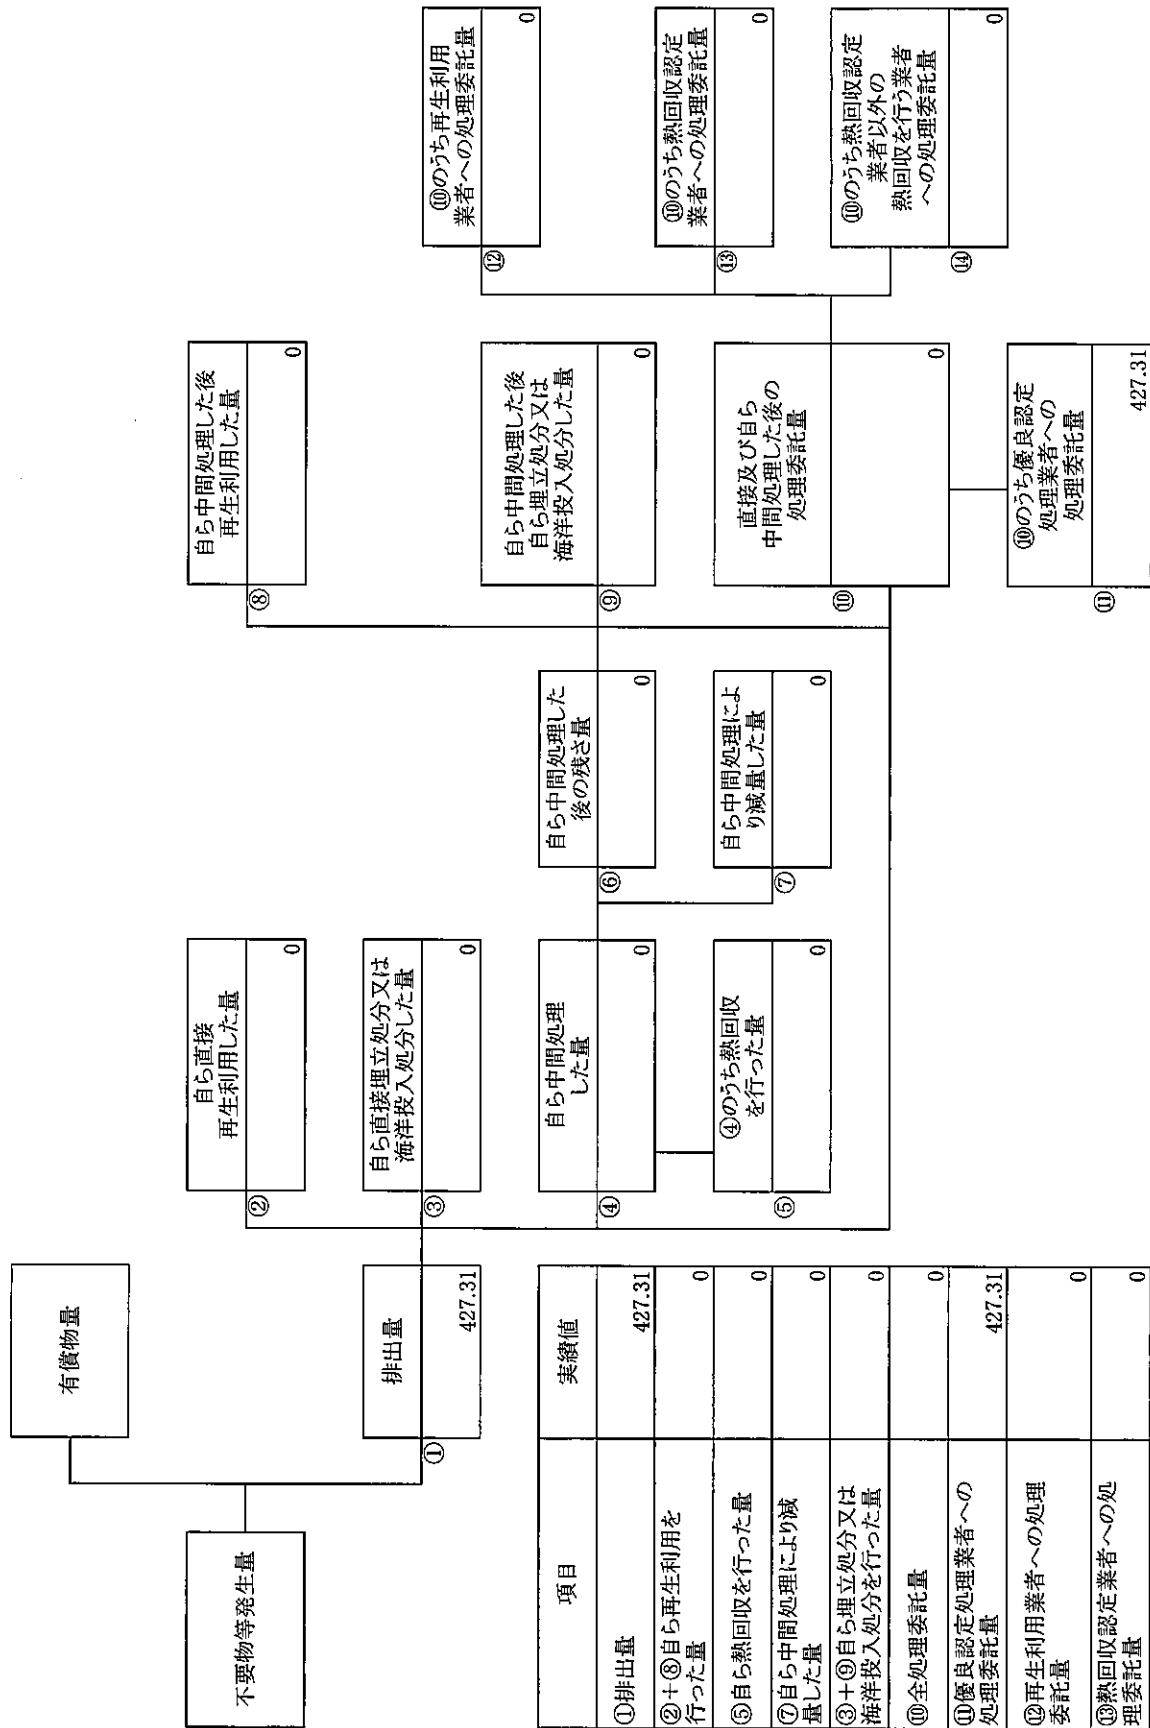 不要物等発生量
有償物量
排出量
①
427.31
②
自ら直接
再生利用した量
0
③
自ら直接埋立処分又は
海洋投入処分した量
0
④
自ら中間処理
した量
0
⑤
④のうち熱回収
を行った量
0
⑥
自ら中間処理した
後の残さ量
0
⑦
自ら中間処理によ
り減量した量
0
⑧
自ら中間処理した後
再生利用した量
0
⑨
自ら中間処理した後
自ら埋立処分又は
海洋投入処分した量
0
⑩
直接及び自ら
中間処理した後の
処理委託量
0
⑪
⑩のうち優良認定
処理業者への
処理委託量
427.31
⑫
⑩のうち再生利用
業者への処理委託量
0
⑬
⑩のうち熱回収認定
業者への処理委託量
0
⑭
⑩のうち熱回収認定
業者以外の
熱回収を行う業者
への処理委託量
0
項目 実績値
①排出量 427.31
②+⑧自ら再生利用を
行った量 0
⑤自ら熱回収を行った量 0
⑦自ら中間処理により減
量した量 0
③+⑨自ら埋立処分又は
海洋投入処分を行った量 0
⑩全処理委託量 0
⑪優良認定処理業者への
処理委託量 427.31
⑫再生利用業者への処理
委託量 0
⑬熱回収認定業者への処
理委託量 0